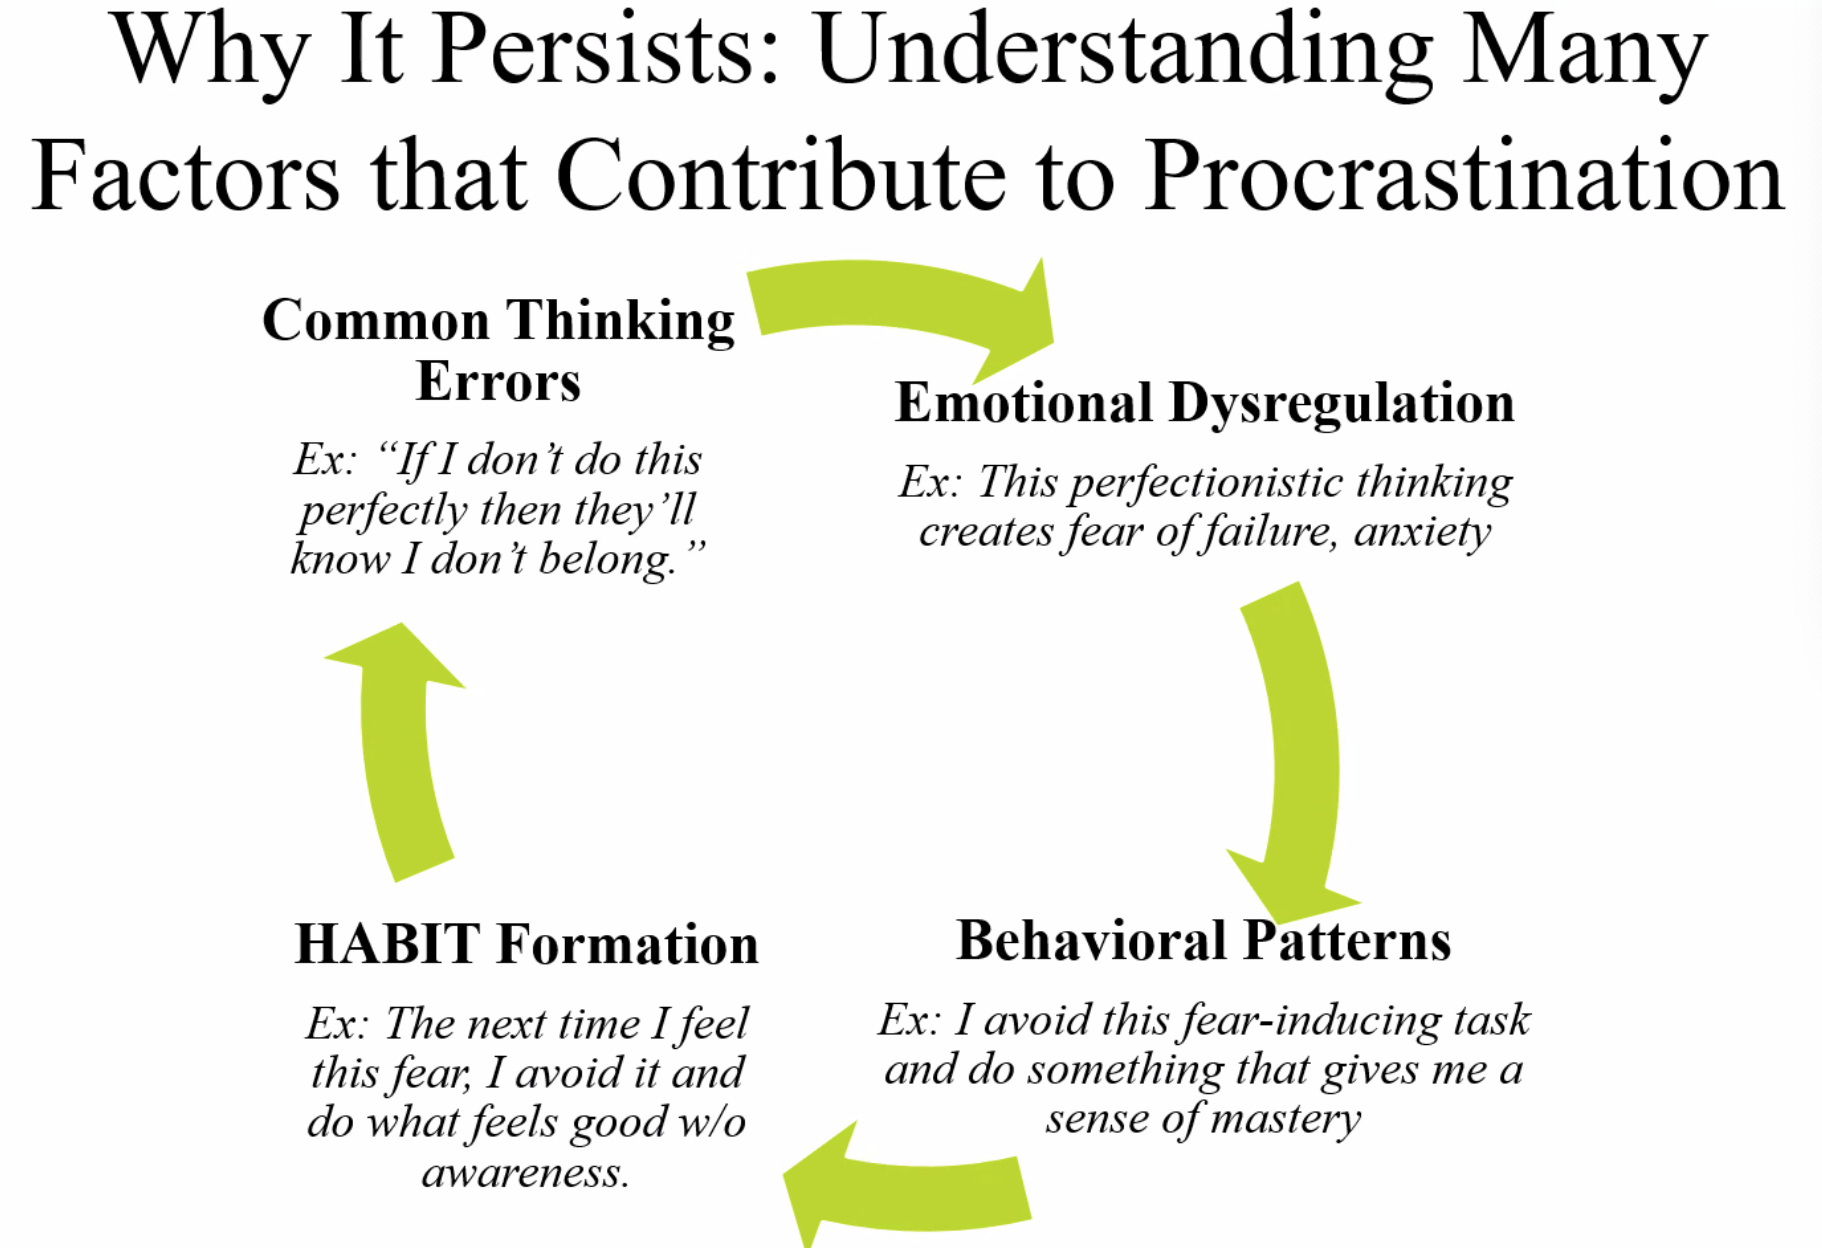 Why It Persists: Understanding Many
Factors that Contribute to Procrastination
Common Thinking
Errors
Ex: “If I don’t do this
perfectly then they’ll
know I don’t belong.”
Emotional Dysregulation
Ex: This perfectionistic thinking
creates fear of failure, anxiety
Behavioral Patterns
Ex: I avoid this fear-inducing task
and do something that gives me a
sense of mastery
HABIT Formation
Ex: The next time I feel
this fear, I avoid it and
do what feels good w/o
awareness.